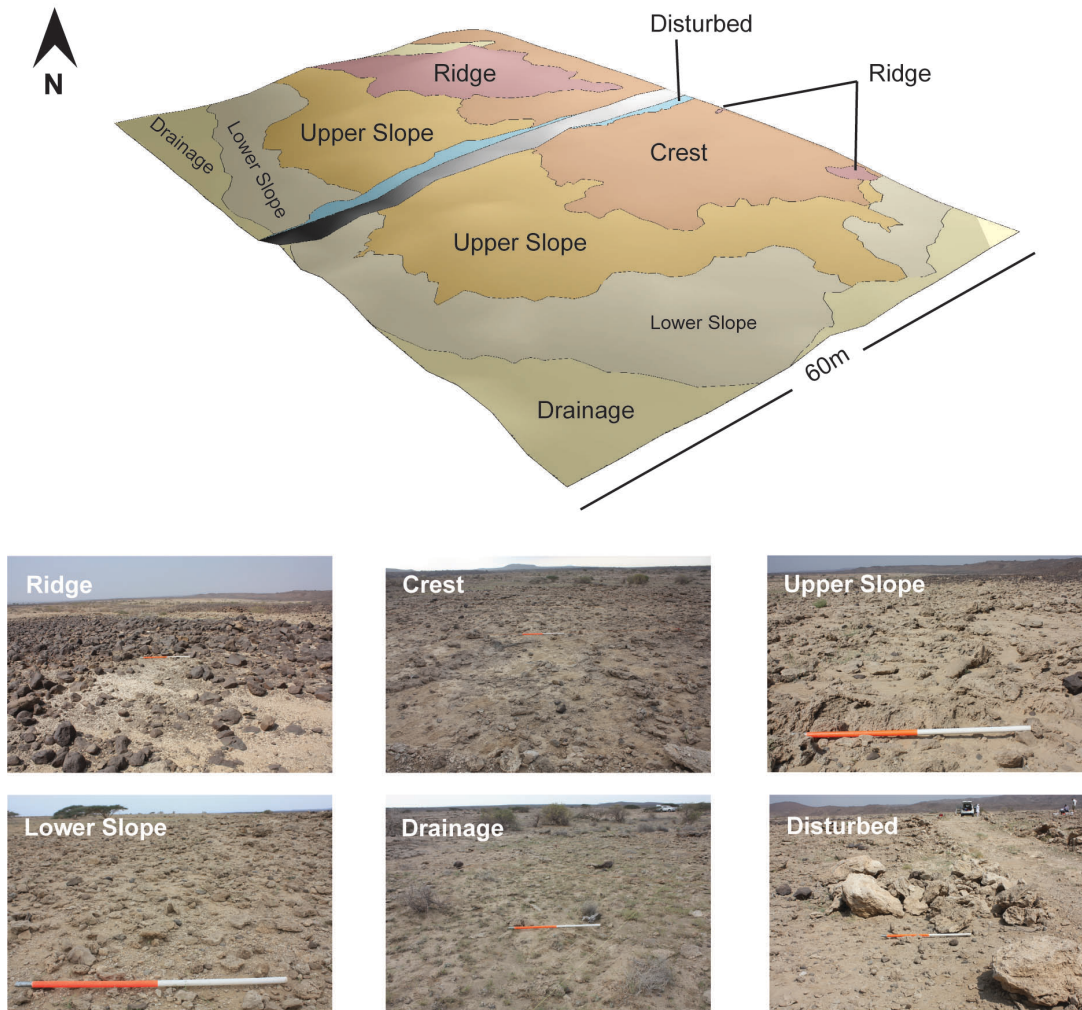 N
Disturbed
Ridge
Ridge
Upper Slope
Crest
Drainage
Lower Slope
Upper Slope
Lower Slope
60m
Drainage
Ridge
Crest
Upper Slope
Lower Slope
Drainage
Disturbed